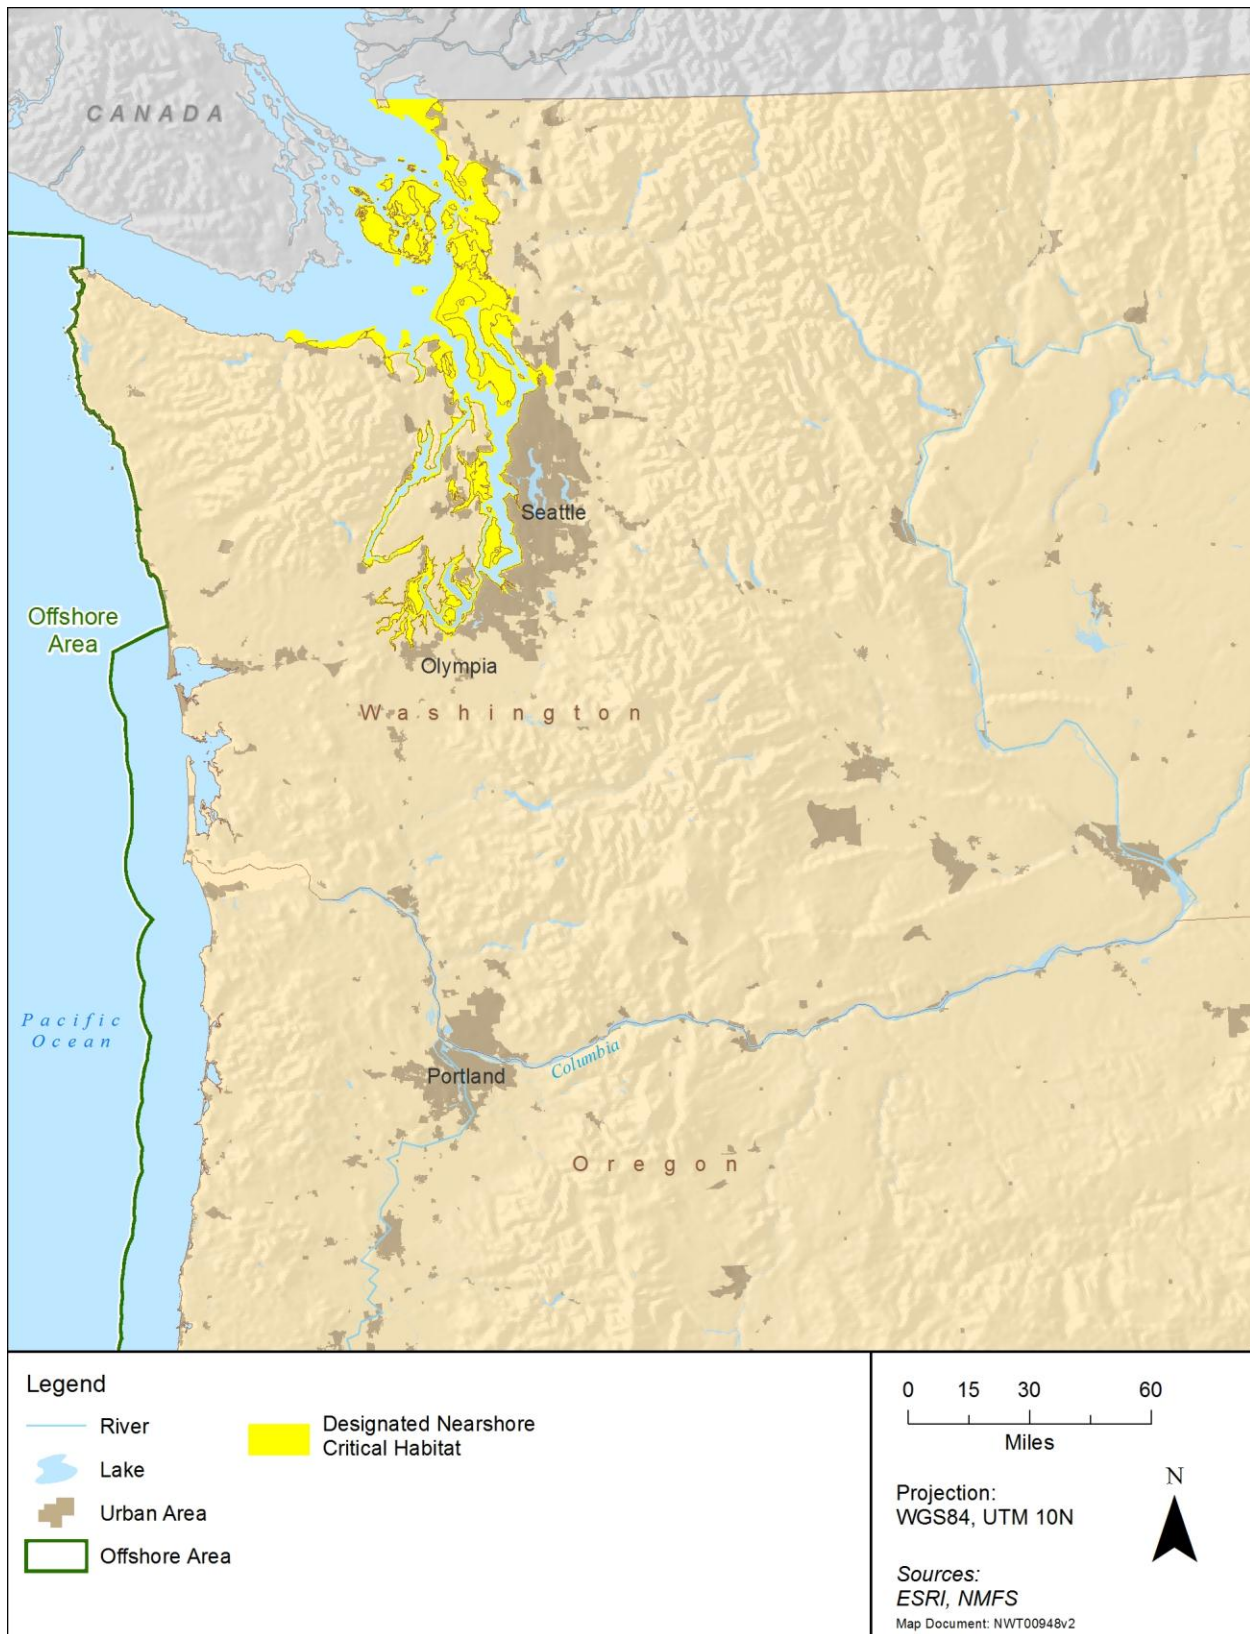 CANADA
Seattle
Offshore
Area
Olympia
Washington
Pacific
Ocean
Columbia
Portland
Oregon
Legend
River
Lake
Urban Area
Offshore Area
Designated Nearshore
Critical Habitat
0 15 30 60
Miles
N
Projection:
WGS84, UTM 10N
Sources:
ESRI, NMFS
Map Document: NWT00948v2